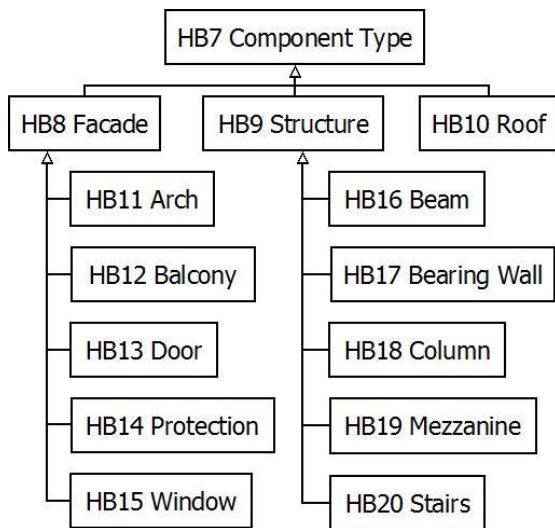 HB7 Component Type
HB8 Facade
HB9 Structure
HB10 Roof
HB11 Arch
HB16 Beam
HB12 Balcony
HB17 Bearing Wall
HB13 Door
HB18 Column
HB14 Protection
HB19 Mezzanine
HB15 Window
HB20 Stairs